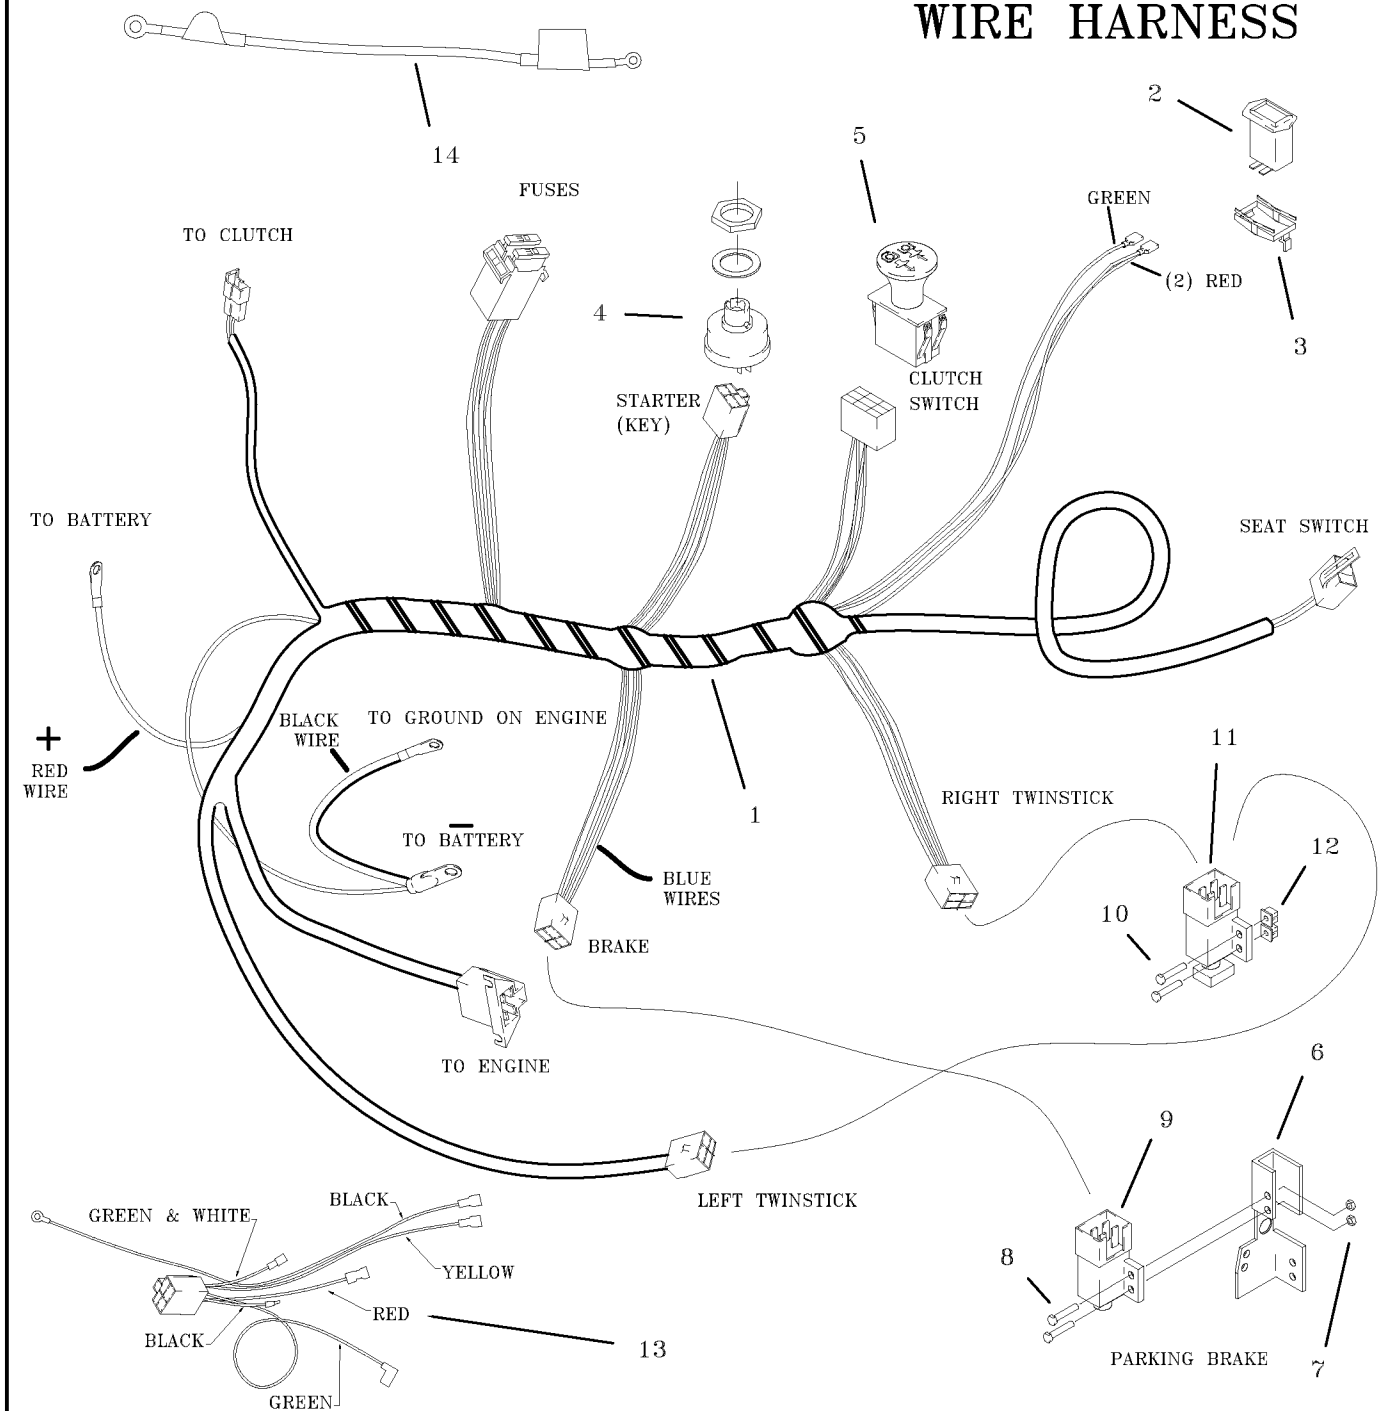 WIRE HARNESS
2
5
14
FUSES
GREEN
TO CLUTCH
(2) RED
4
3
CLUTCH
SWITCH
STARTER
(KEY)
TO BATTERY
SEAT SWITCH
BLACK
WIRE
TO GROUND ON ENGINE
+
RED
WIRE
11
RIGHT TWINSTICK
1
–
TO BATTERY
12
BLUE
WIRES
10
BRAKE
TO ENGINE
6
9
LEFT TWINSTICK
BLACK
GREEN & WHITE
8
YELLOW
RED
BLACK
13
PARKING BRAKE
7
GREEN